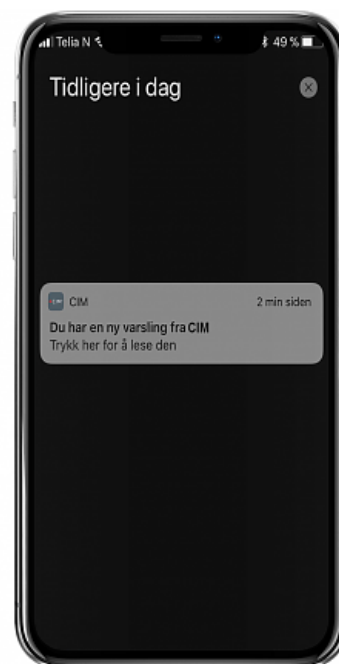 Telia N 49 %
Tidligere i dag
CIM 2 min siden
Du har en ny varsling fra CIM
Trykk her for å lese den